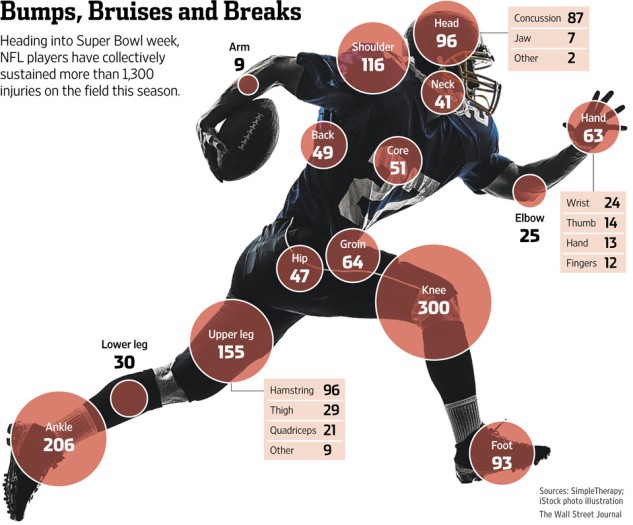 Bumps, Bruises and Breaks
Heading into Super Bowl week,
NFL players have collectively
sustained more than 1,300
injuries on the field this season.
Arm
9
Shoulder
116
Head
96
Concussion 87
Jaw 7
Other 2
Neck
41
Hand
63
Back
49
Core
51
Elbow
25
Wrist 24
Thumb 14
Hand 13
Fingers 12
Hip
47
Groin
64
Knee
300
Upper leg
155
Lower leg
30
Hamstring 96
Thigh 29
Quadriceps 21
Other 9
Ankle
206
Foot
93
Sources: SimpleTherapy;
iStock photo illustration
The Wall Street Journal